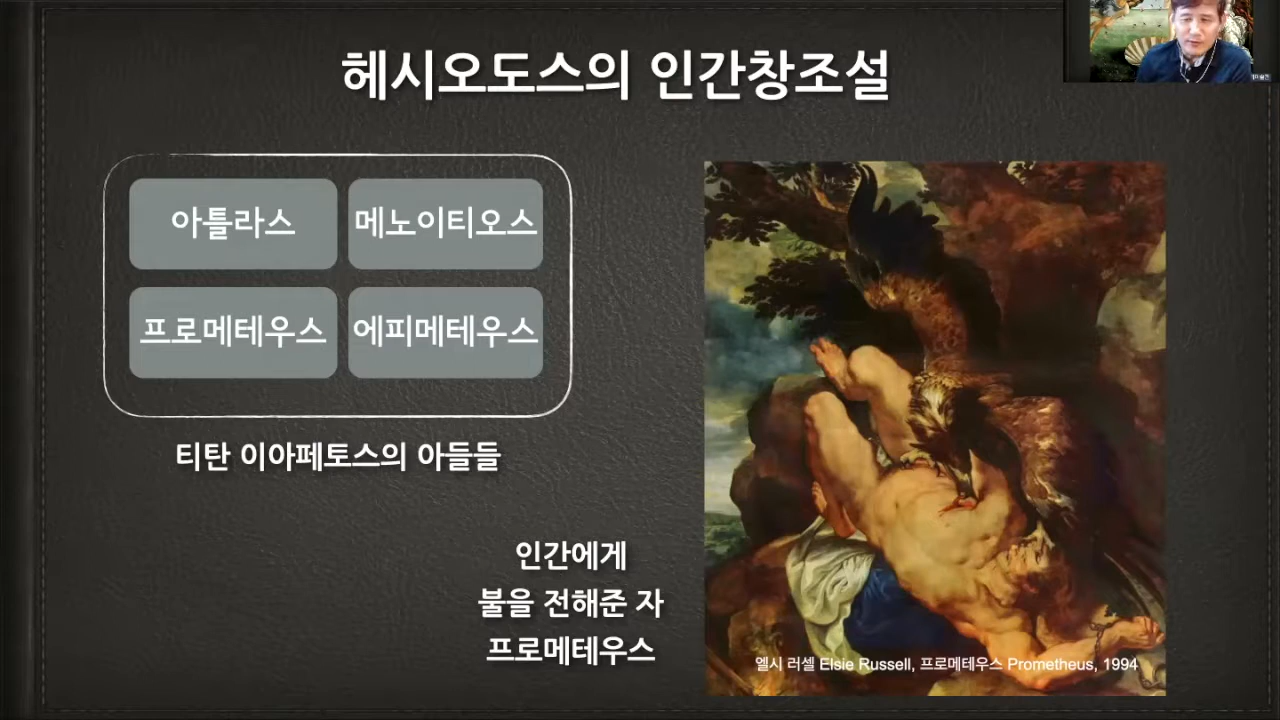 헤시오도스의 인간창조설
아틀라스
메노이티오스
프로메테우스
에피메테우스
티탄 이아페토스의 아들들
인간에게
불을 전해준 자
프로메테우스
엘시 러셀 Elsie Russell, 프로메테우스 Prometheus, 1994